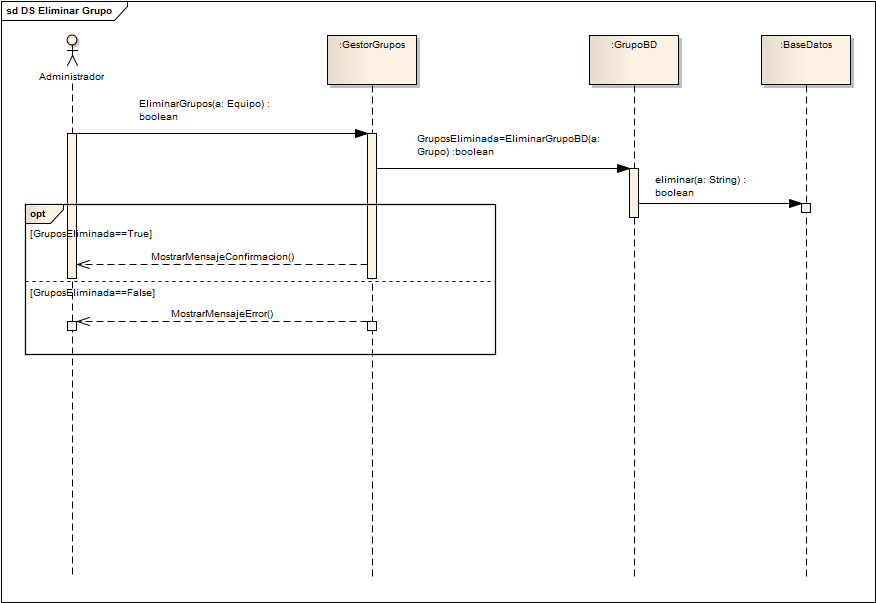 sd DS Eliminar Grupo
Administrador
:GestorGrupos
:GrupoBD
:BaseDatos
EliminarGrupos(a: Equipo) :
boolean
GruposEliminada=EliminarGrupoBD(a:
Grupo) :boolean
eliminar(a: String) :
boolean
opt
[GruposEliminada==True]
MostrarMensajeConfirmacion()
[GruposEliminada==False]
MostrarMensajeError()